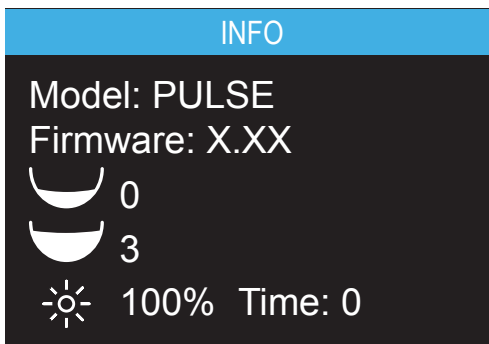 INFO
Model: PULSE
Firmware: X.XX
0
3
100% Time: 0